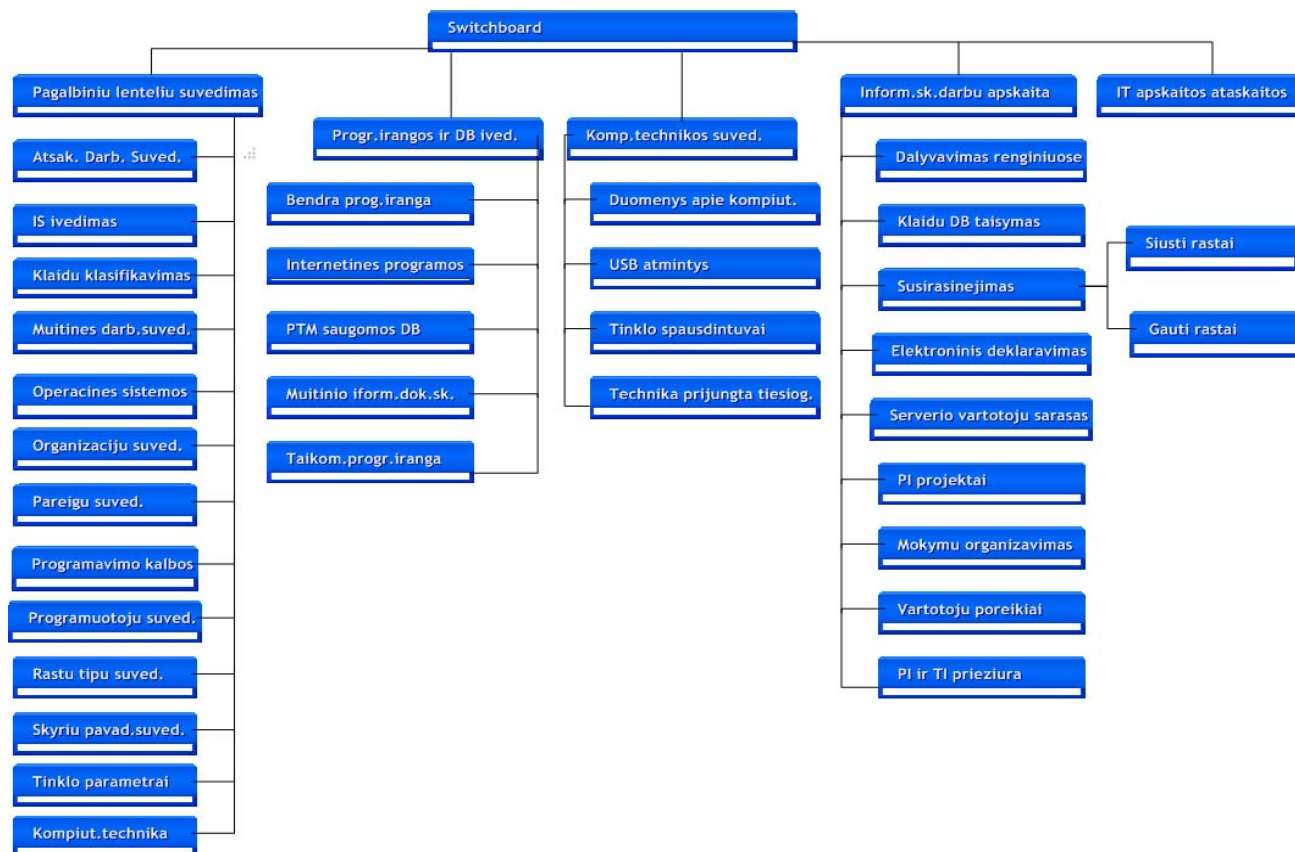 Switchboard
Pagalbiniu lenteliu suvedimas
Atsak. Darb. Suved.
IS ivedimas
Klaidu klasifikavimas
Muitines darb.suved.
Operacines sistemos
Organizaciju suved.
Pareigu suved.
Programavimo kalbos
Programuotoju suved.
Rastu tipu suved.
Skyriu pavad.suved.
Tinklo parametrai
Kompiut.technika
Progr.irangos ir DB ived.
Bendra prog.iranga
Internetines programos
PTM saugomos DB
Muitinio iform.dok.sk.
Taikom.progr.iranga
Komp.technikos suved.
Duomenys apie kompiut.
USB atmintys
Tinklo spausdintuvai
Technika prijungta tiesiog.
Inform.sk.darbu apskaita
Dalyvavimas renginiuose
Klaidu DB taisymas
Susirasinejimas
Siusti rastai
Gauti rastai
Elektroninis deklaravimas
Serverio vartotoju sarasas
PI projektai
Mokymu organizavimas
Vartotoju poreikiai
PI ir TI prieziura
IT apskaitos ataskaitos